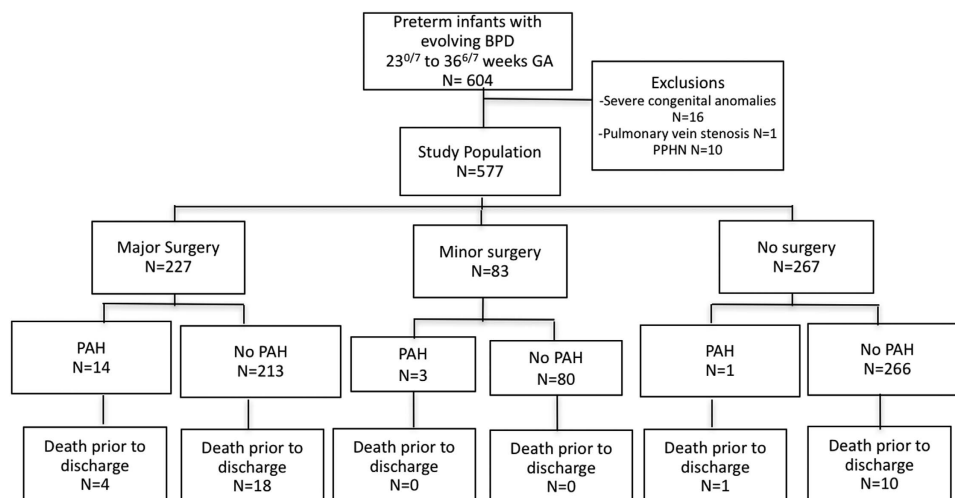 Preterm infants with
evolving BPD
23⁰/⁷ to 36⁶/⁷ weeks GA
N= 604
Exclusions
-Severe congenital anomalies
N=16
-Pulmonary vein stenosis N=1
PPHN N=10
Study Population
N=577
Major Surgery
N=227
Minor surgery
N=83
No surgery
N=267
PAH
N=14
No PAH
N=213
PAH
N=3
No PAH
N=80
PAH
N=1
No PAH
N=266
Death prior to
discharge
N=4
Death prior to
discharge
N=18
Death prior to
discharge
N=0
Death prior to
discharge
N=0
Death prior to
discharge
N=1
Death prior to
discharge
N=10